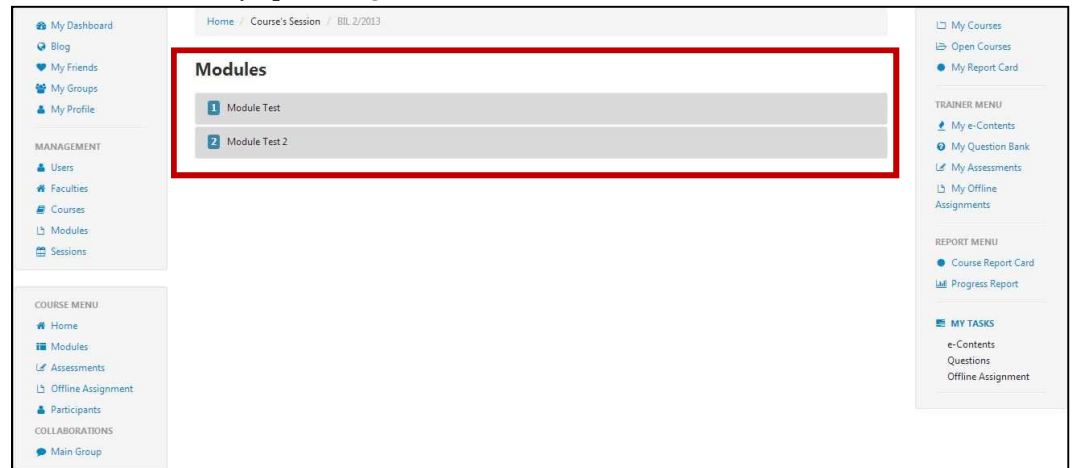 My Dashboard
Blog
My Friends
My Groups
My Profile
MANAGEMENT
Users
Faculties
Courses
Modules
Sessions
COURSE MENU
Home
Modules
Assessments
Offline Assignment
Participants
COLLABORATIONS
Main Group
Home / Course's Session / BIL 2/2013
Modules
1 Module Test
2 Module Test 2
My Courses
Open Courses
My Report Card
TRAINER MENU
My e-Contents
My Question Bank
My Assessments
My Offline
Assignments
REPORT MENU
Course Report Card
Progress Report
MY TASKS
e-Contents
Questions
Offline Assignment